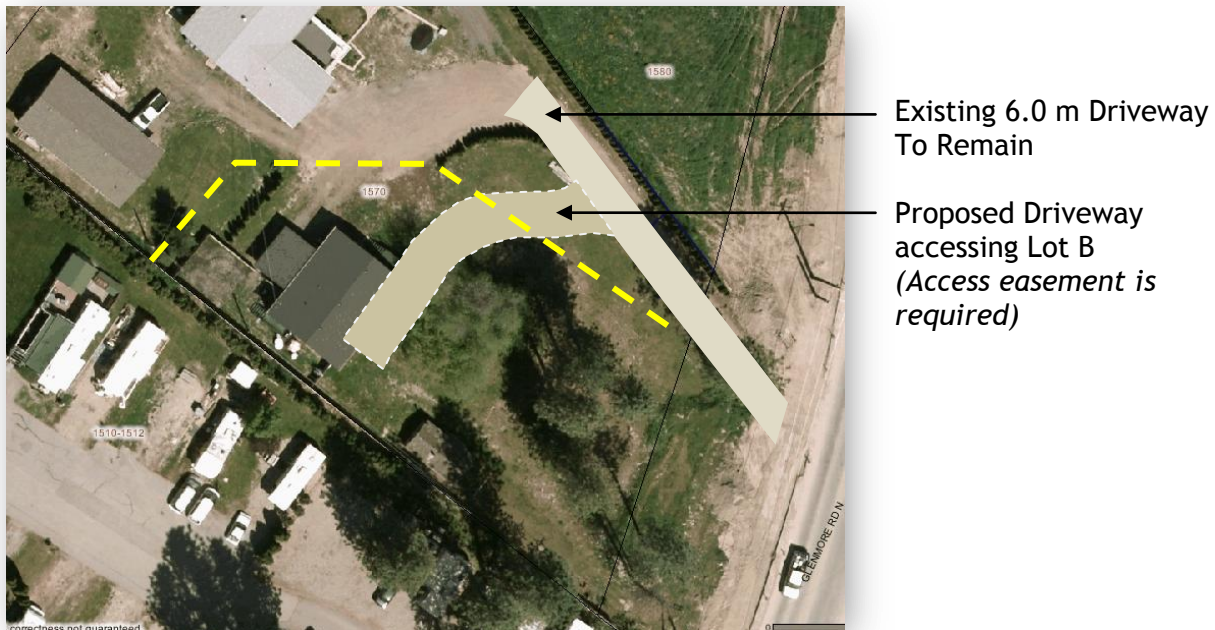 1580
Existing 6.0 m Driveway
To Remain
1570
Proposed Driveway
accessing Lot B
(Access easement is
required)
1510-1512
GLENMORE RD N
correctness not guaranteed
0